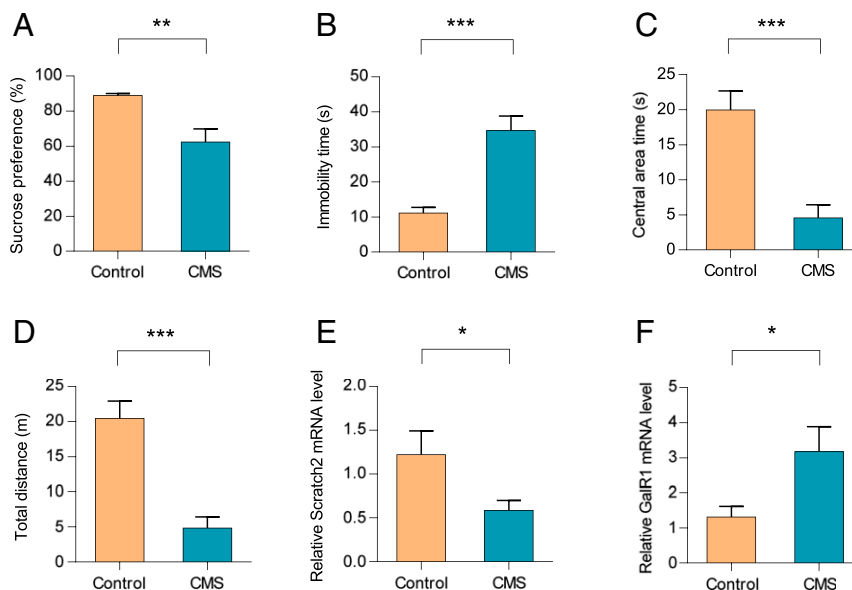 A
**
Sucrose preference (%)
100
80
60
40
20
0
Control CMS
B
***
Immobility time (s)
50
40
30
20
10
0
Control CMS
C
***
Central area time (s)
25
20
15
10
5
0
Control CMS
D
***
Total distance (m)
25
20
15
10
5
0
Control CMS
E
*
Relative Scratch2 mRNA level
2.0
1.5
1.0
0.5
0.0
Control CMS
F
*
Relative GalR1 mRNA level
5
4
3
2
1
0
Control CMS